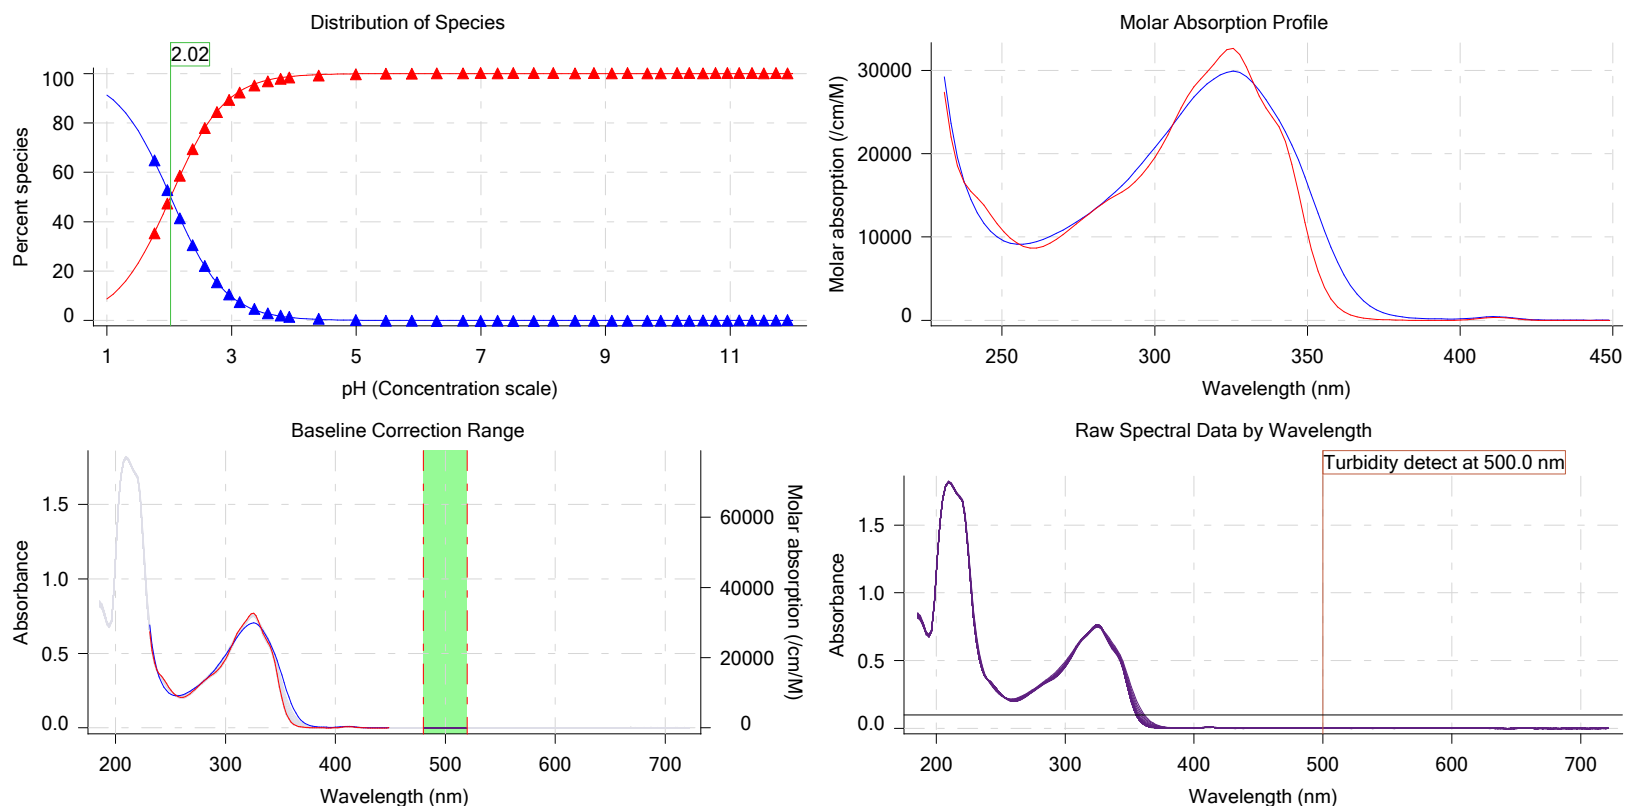 Distribution of Species
2.02
100
80
60
40
20
0
Percent species
1 3 5 7 9 11
pH (Concentration scale)
Molar Absorption Profile
30000
20000
10000
0
Molar absorption (/cm/M)
250 300 350 400 450
Wavelength (nm)
Baseline Correction Range
1.5
1.0
0.5
0.0
Absorbance
60000
40000
20000
0
Molar absorption (/cm/M)
200 300 400 500 600 700
Wavelength (nm)
Raw Spectral Data by Wavelength
Turbidity detect at 500.0 nm
1.5
1.0
0.5
0.0
Absorbance
200 300 400 500 600 700
Wavelength (nm)